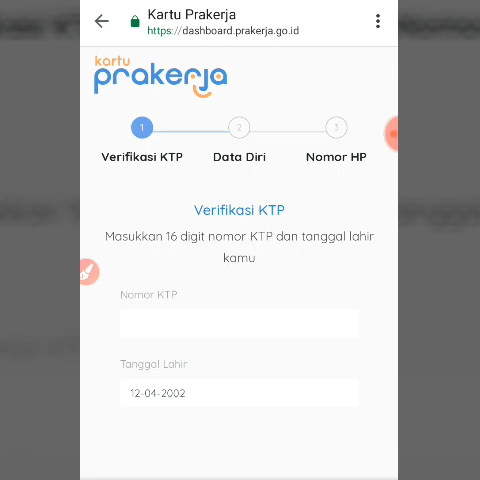 Kartu Prakerja
https://dashboard.prakerja.go.id
kartu
prakerja
1
2
3
Verifikasi KTP
Data Diri
Nomor HP
Verifikasi KTP
Masukkan 16 digit nomor KTP dan tanggal lahir
kamu
Nomor KTP
Tanggal Lahir
12-04-2002